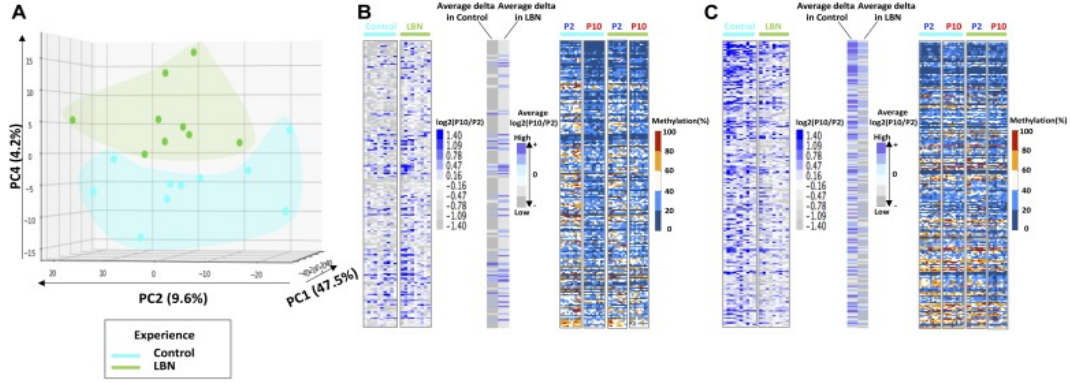 A
PC4 (4.2%)
15
10
5
0
-5
-10
-15
20
10
0
-10
-20
PC2 (9.6%)
PC1 (47.5%)
Experience
Control
LBN
B
Control
LBN
log2(P10/P2)
1.40
1.09
0.78
0.47
0.16
-0.16
-0.47
-0.78
-1.09
-1.40
Average delta
in Control
Average delta
in LBN
Average
log2(P10/P2)
High
+
0
-
Low
P2
P10
P2
P10
Methylation(%)
100
80
60
40
20
0
C
Control
LBN
log2(P10/P2)
1.40
1.09
0.78
0.47
0.16
-0.16
-0.47
-0.78
-1.09
-1.40
Average delta
in Control
Average delta
in LBN
Average
log2(P10/P2)
High
+
0
-
Low
P2
P10
P2
P10
Methylation(%)
100
80
60
40
20
0